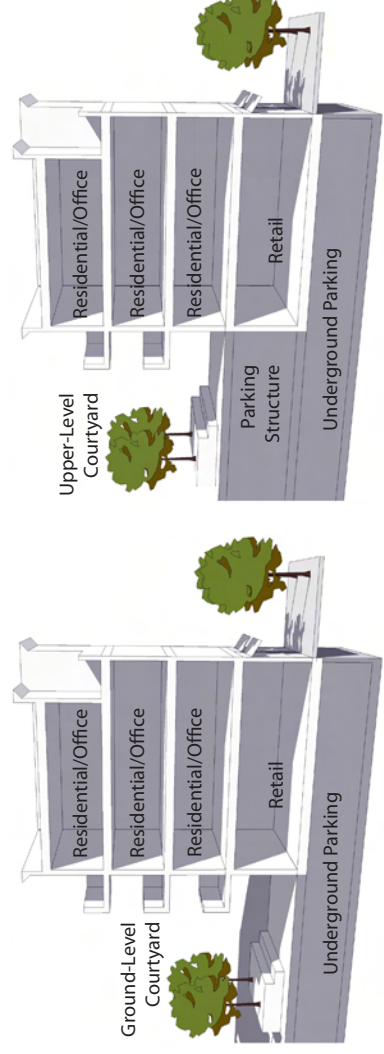 Upper-Level
Courtyard
Residential/Office
Residential/Office
Residential/Office
Retail
Parking
Structure
Underground Parking
Ground-Level
Courtyard
Residential/Office
Residential/Office
Residential/Office
Retail
Underground Parking